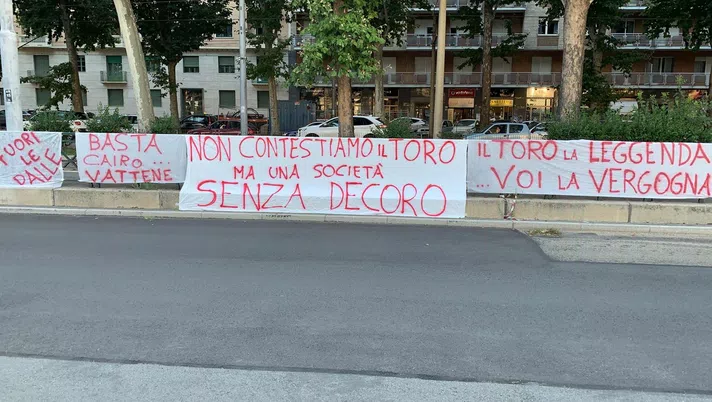 FUORI
LE
DALLE
BASTA
CAIRO...
VATTENE
NON CONTESTIAMO IL TORO
MA UNA SOCIETÀ
SENZA DECORO
IL TORO LA LEGGENDA
...VOI LA VERGOGNA